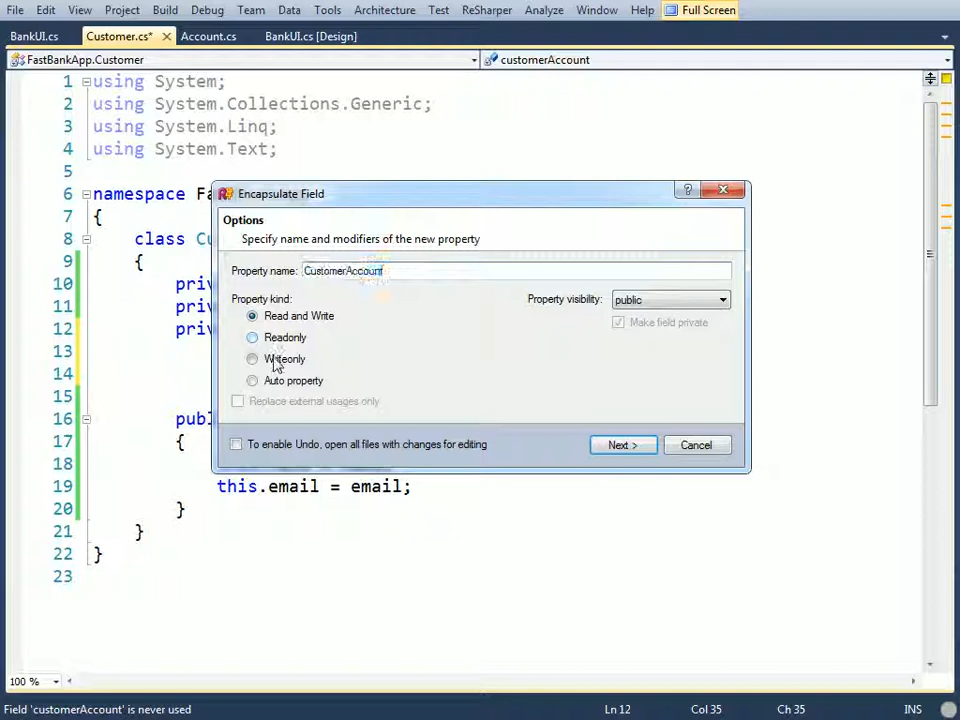 File Edit View Project Build Debug Team Data Tools Architecture Test ReSharper Analyze Window Help Full Screen
BankUI.cs Customer.cs* Account.cs BankUI.cs [Design]
FastBankApp.Customer customerAccount
1 using System;
2 using System.Collections.Generic;
3 using System.Linq;
4 using System.Text;
5
6 namespace Fa
7 {
8 class Cu
9 {
10 priv
11 priv
12 priv
13
14
15
16 publ
17 {
18
19 this.email = email;
20 }
21 }
22 }
23
Encapsulate Field
Options
Specify name and modifiers of the new property
Property name: CustomerAccount
Property kind: Property visibility: public
Read and Write Make field private
Readonly
Writeonly
Auto property
Replace external usages only
To enable Undo, open all files with changes for editing Next > Cancel
100 %
Field 'customerAccount' is never used Ln 12 Col 35 Ch 35 INS